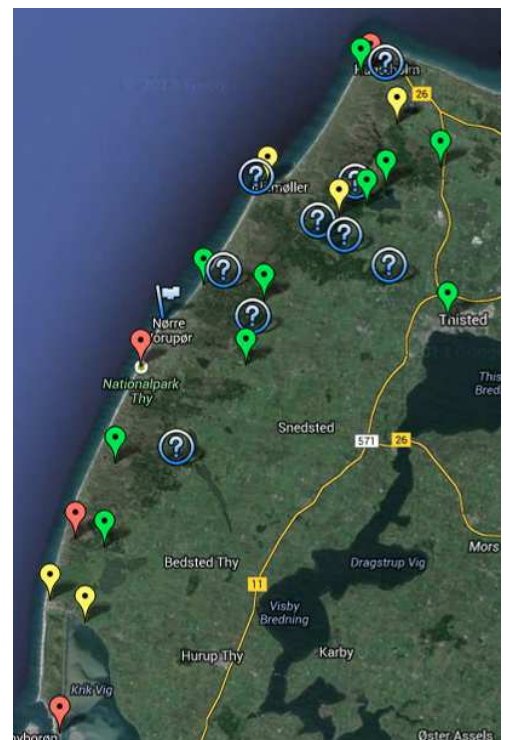 26
Nørre
Vorupør
Thisted
Nationalpark
Thy
Snedsted
571
26
Mors
Bedsted Thy
Dragstrup Vig
11
Visby
Bredning
Hurup Thy
Karby
Krik Vig
Øster Assels